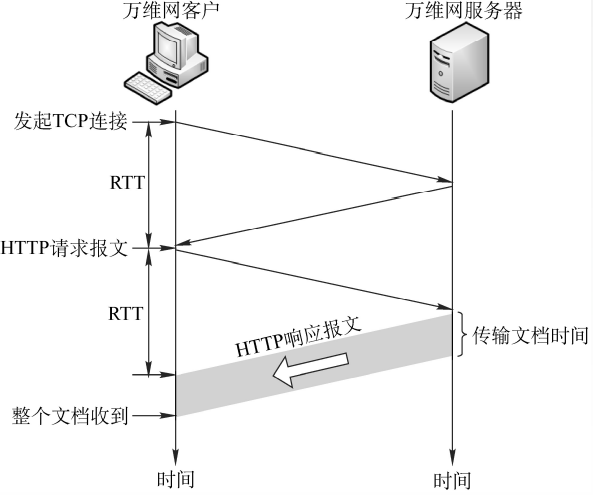 万维网客户
万维网服务器
发起TCP连接
RTT
HTTP请求报文
RTT
HTTP响应报文
传输文档时间
整个文档收到
时间
时间